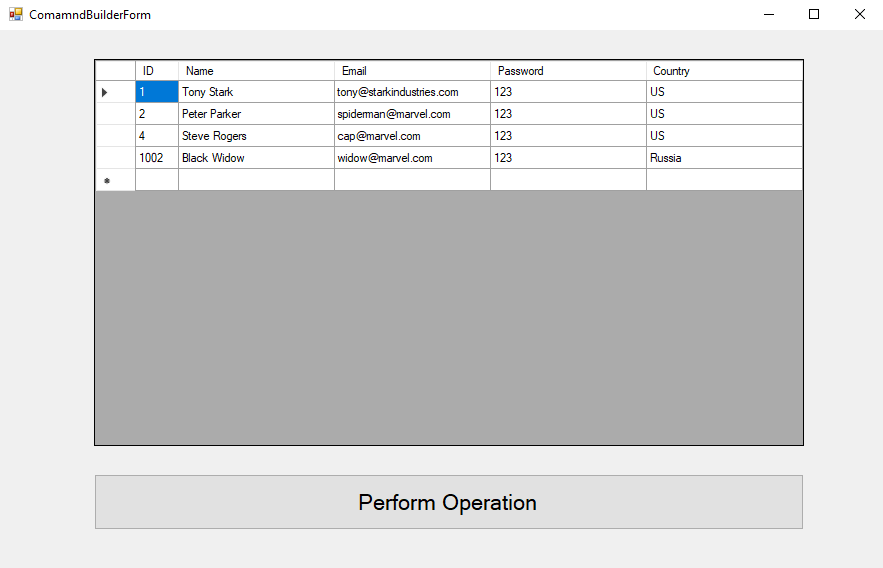 ComamndBuilderForm
ID Name Email Password Country
1 Tony Stark tony@starkindustries.com 123 US
2 Peter Parker spiderman@marvel.com 123 US
4 Steve Rogers cap@marvel.com 123 US
1002 Black Widow widow@marvel.com 123 Russia
Perform Operation